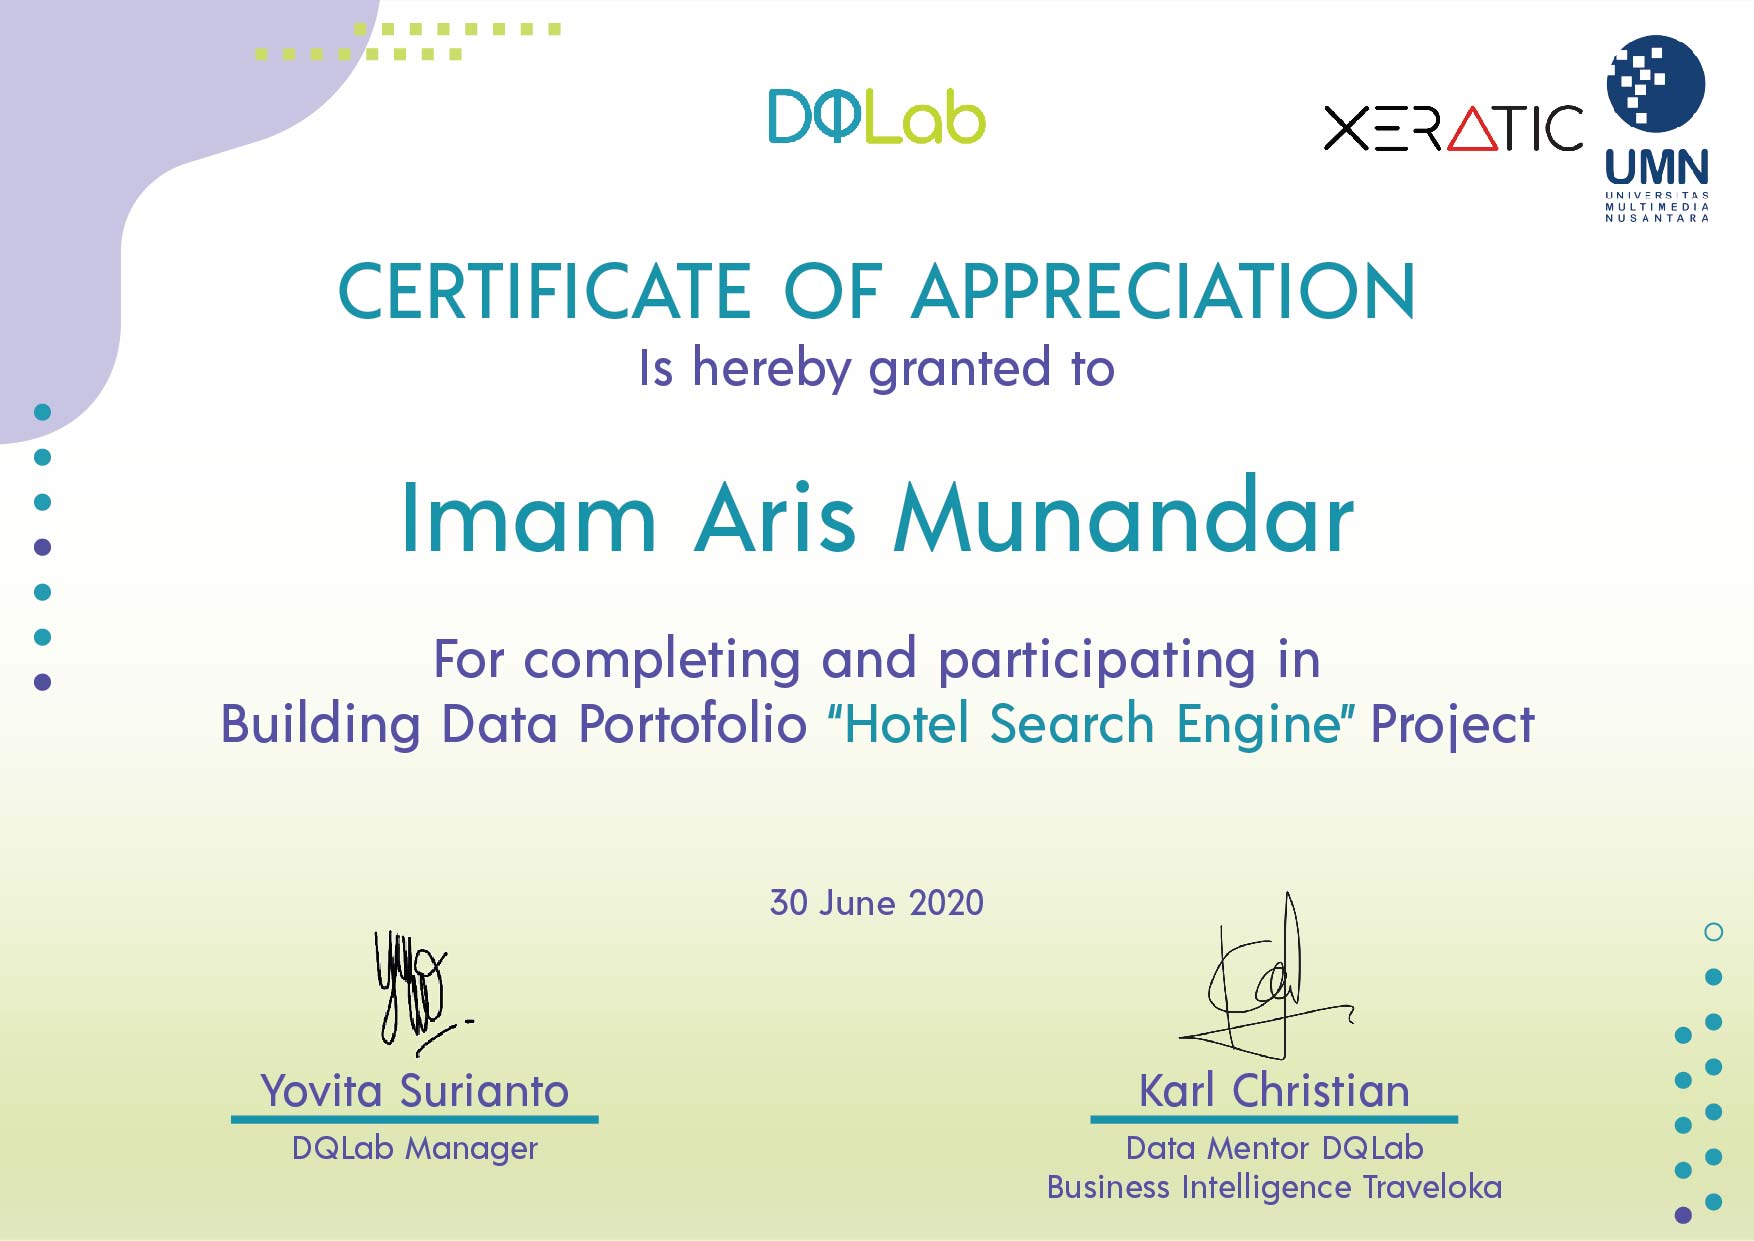 DQLab
XERATIC
UMN
UNIVERSITAS
MULTIMEDIA
NUSANTARA
CERTIFICATE OF APPRECIATION
Is hereby granted to
Imam Aris Munandar
For completing and participating in
Building Data Portofolio “Hotel Search Engine” Project
30 June 2020
Yovita Surianto
DQLab Manager
Karl Christian
Data Mentor DQLab
Business Intelligence Traveloka